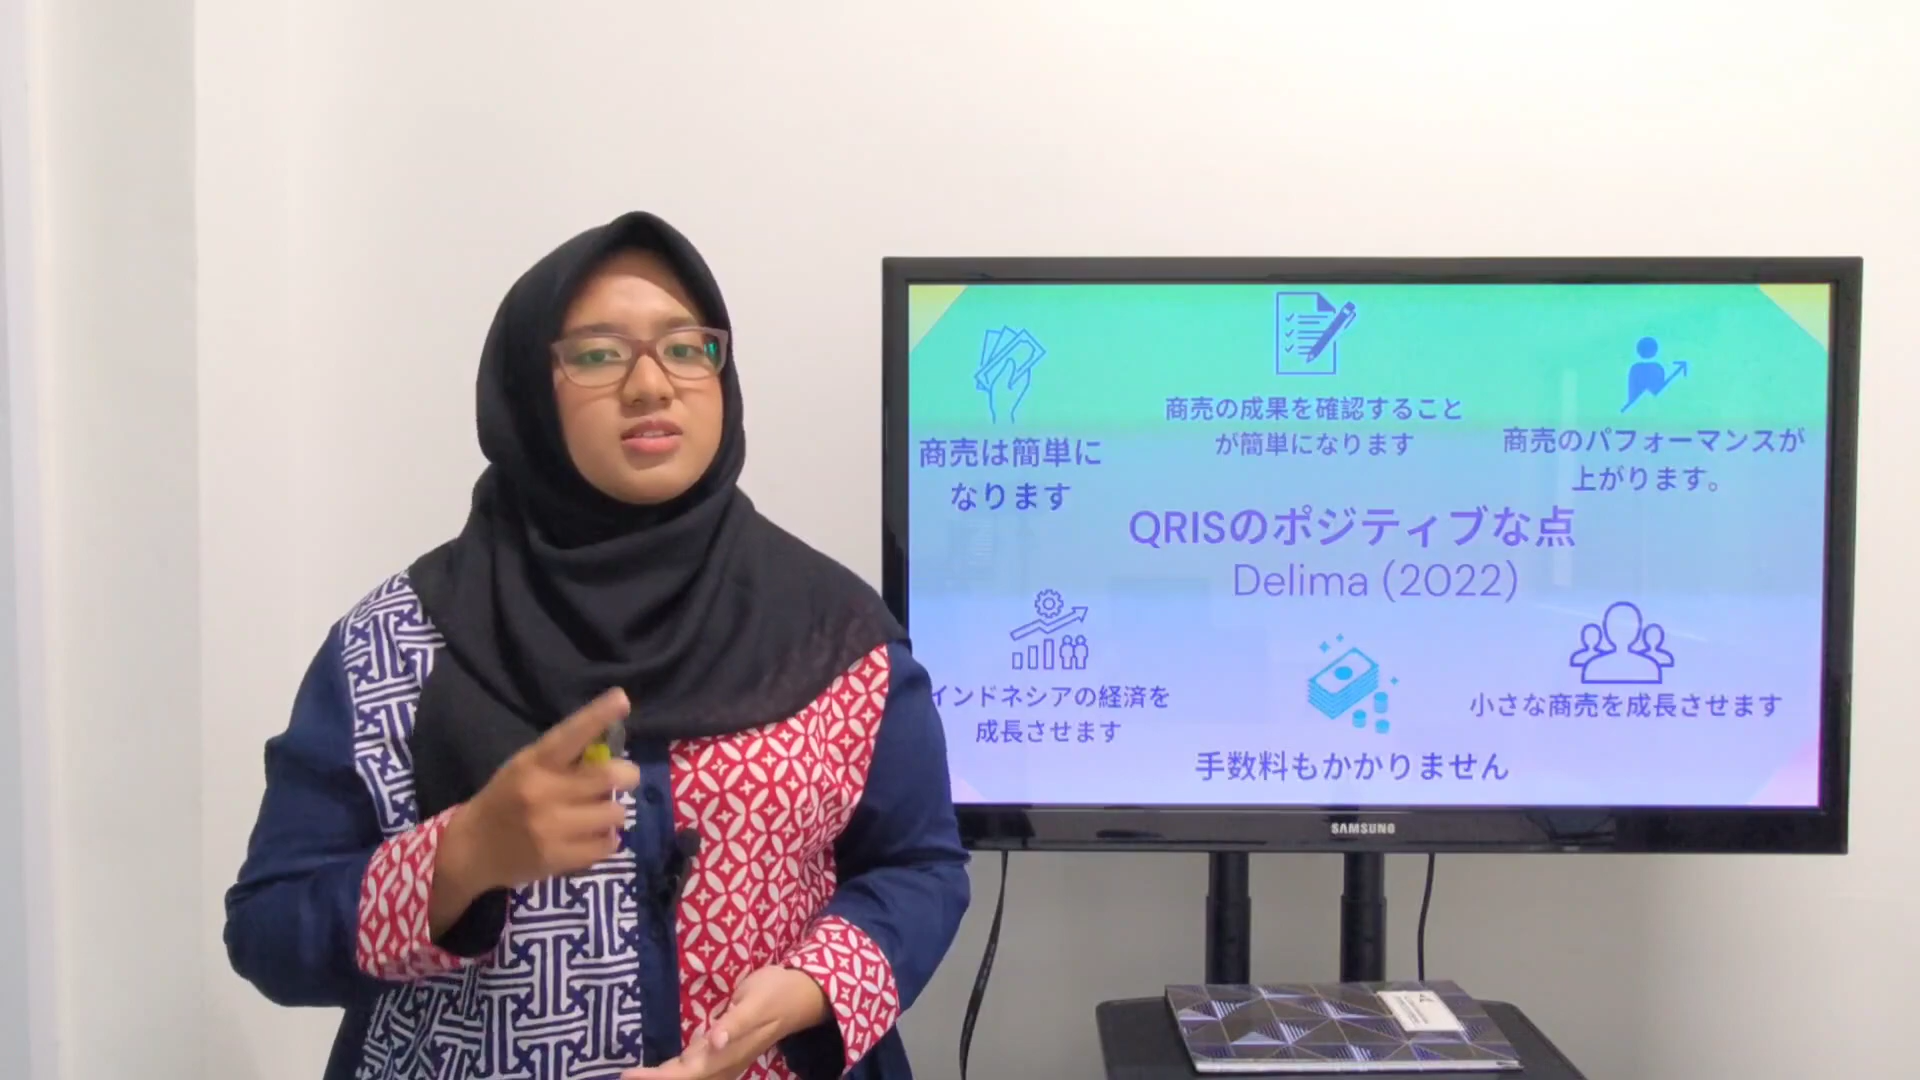 商売は簡単に
なります
商売の成果を確認すること
が簡単になります
商売のパフォーマンスが
上がります。
QRISのポジティブな点
Delima (2022)
インドネシアの経済を
成長させます
手数料もかかりません
小さな商売を成長させます
SAMSUNG